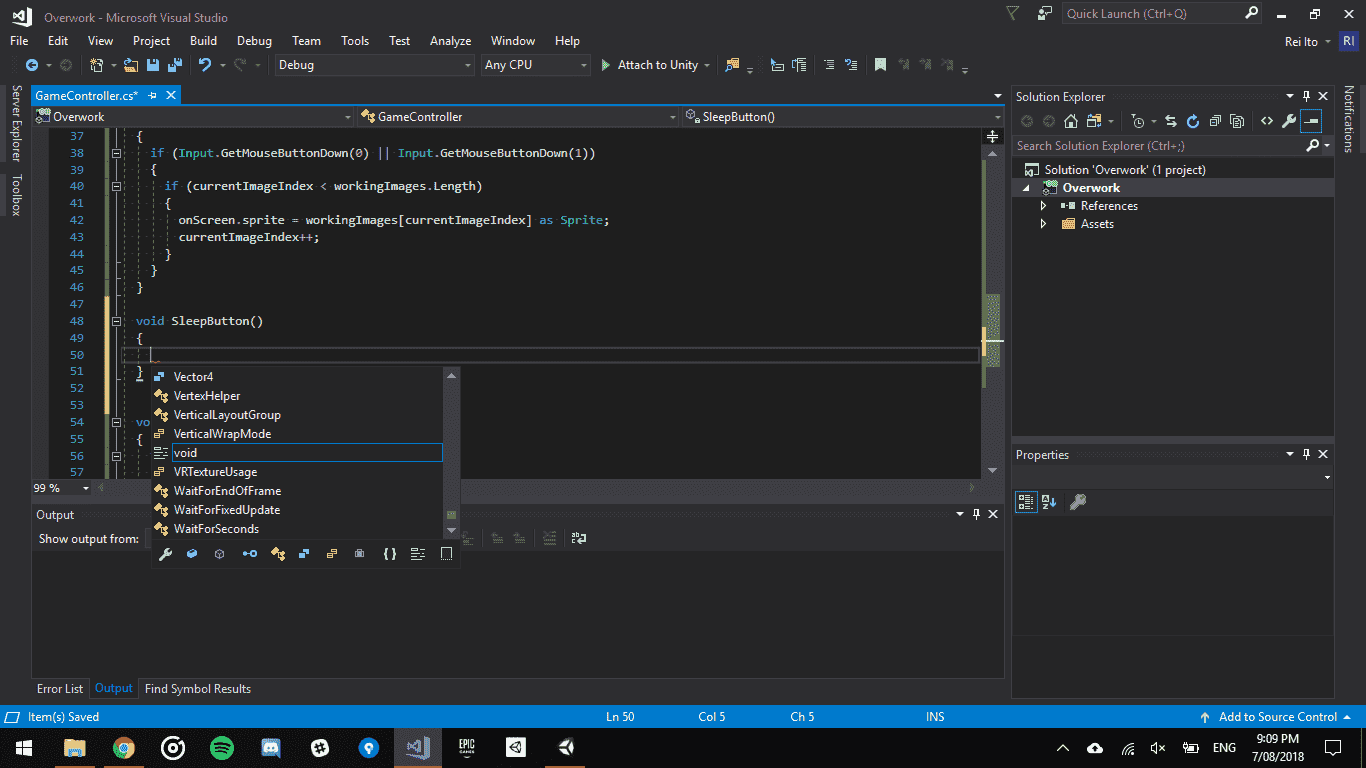 Overwork - Microsoft Visual Studio
Quick Launch (Ctrl+Q)
File Edit View Project Build Debug Team Tools Test Analyze Window Help
Rei Ito RI
Debug Any CPU Attach to Unity
Server Explorer
Toolbox
GameController.cs*
Overwork GameController SleepButton()
37 {
38 if (Input.GetMouseButtonDown(0) || Input.GetMouseButtonDown(1))
39 {
40 if (currentImageIndex < workingImages.Length)
41 {
42 onScreen.sprite = workingImages[currentImageIndex] as Sprite;
43 currentImageIndex++;
44 }
45 }
46 }
47
48 void SleepButton()
49 {
50
51 }
52
53
54 vo
55 {
56
57
Vector4
VertexHelper
VerticalLayoutGroup
VerticalWrapMode
void
VRTextureUsage
WaitForEndOfFrame
WaitForFixedUpdate
WaitForSeconds
99 %
Output
Show output from:
Error List Output Find Symbol Results
Solution Explorer
Search Solution Explorer (Ctrl+;)
Solution 'Overwork' (1 project)
Overwork
References
Assets
Properties
Notifications
Item(s) Saved Ln 50 Col 5 Ch 5 INS Add to Source Control
EPIC
GAMES
ENG
9:09 PM
7/08/2018